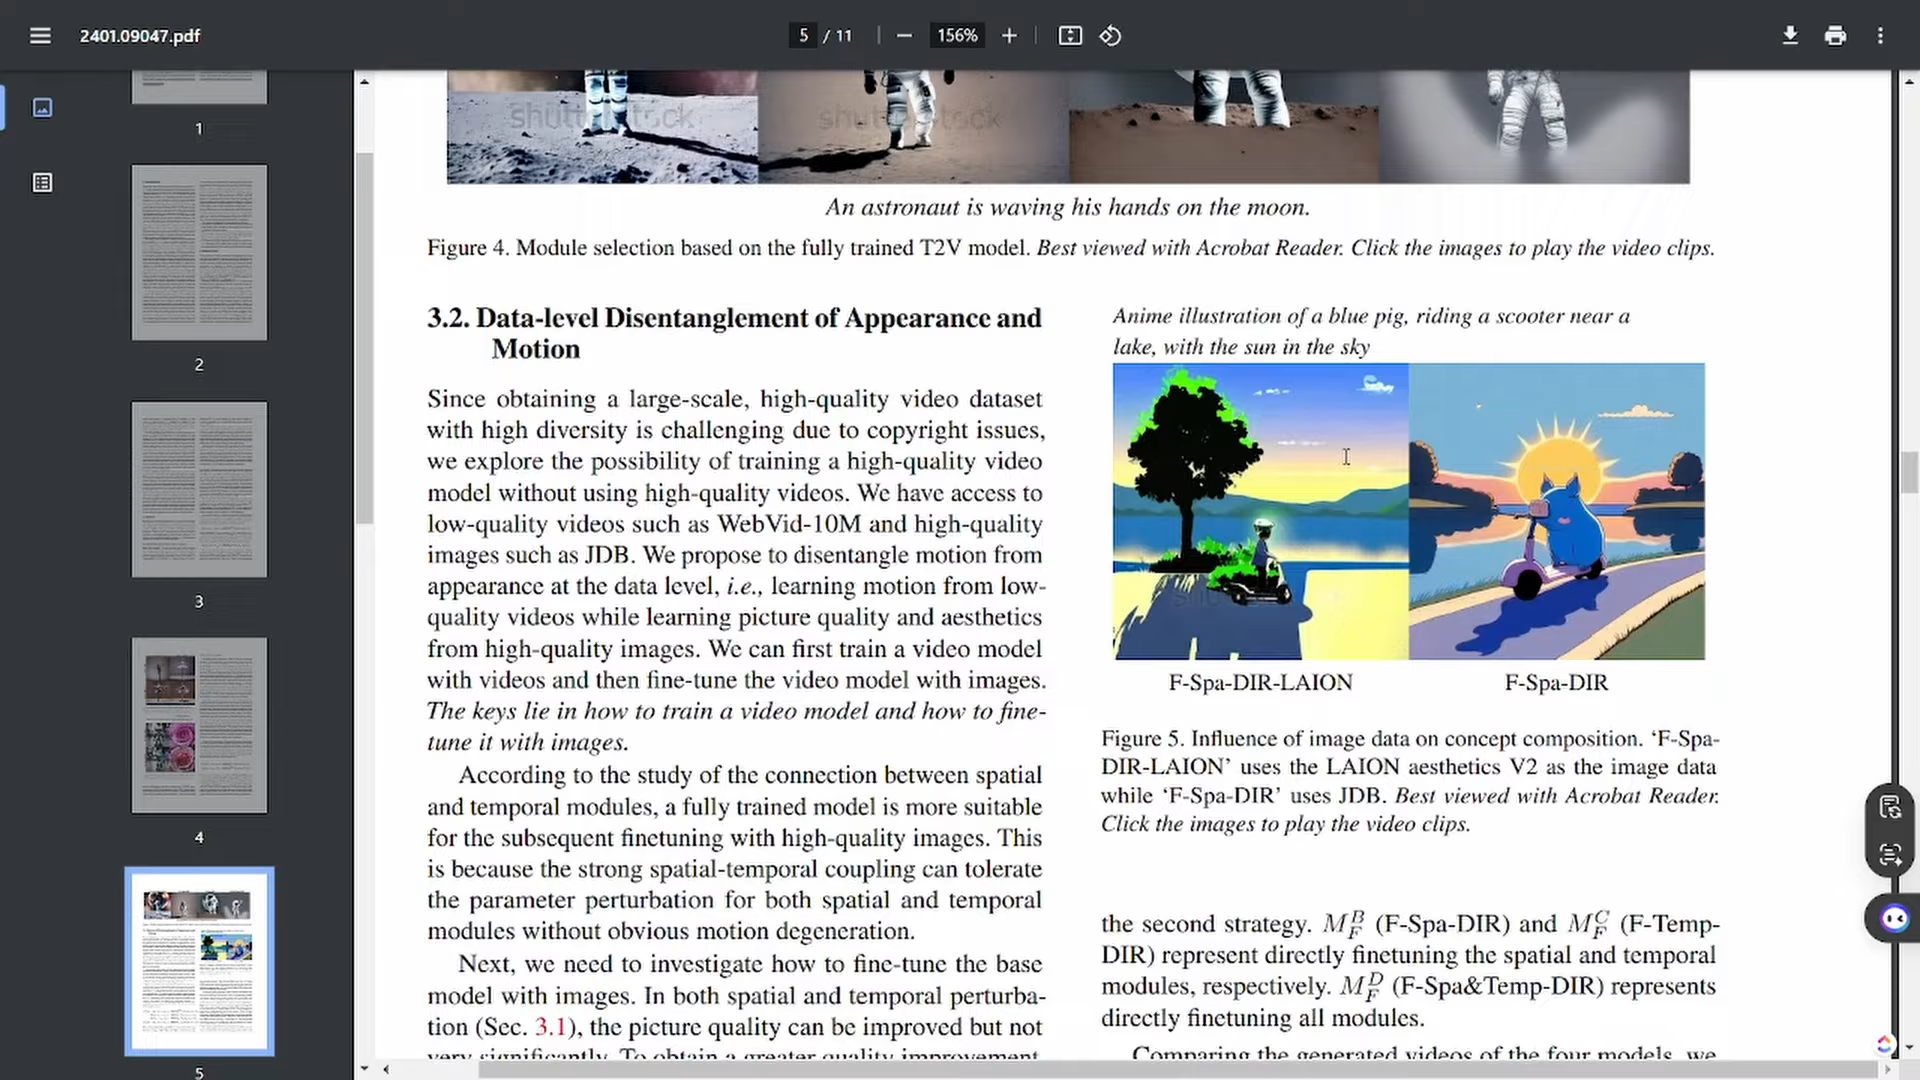 2401.09047.pdf
5 / 11
156%
1
2
3
4
5
shutterstock
shutterstock
An astronaut is waving his hands on the moon.
Figure 4. Module selection based on the fully trained T2V model. Best viewed with Acrobat Reader. Click the images to play the video clips.
3.2. Data-level Disentanglement of Appearance and
Motion
Since obtaining a large-scale, high-quality video dataset
with high diversity is challenging due to copyright issues,
we explore the possibility of training a high-quality video
model without using high-quality videos. We have access to
low-quality videos such as WebVid-10M and high-quality
images such as JDB. We propose to disentangle motion from
appearance at the data level, i.e., learning motion from low-
quality videos while learning picture quality and aesthetics
from high-quality images. We can first train a video model
with videos and then fine-tune the video model with images.
The keys lie in how to train a video model and how to fine-
tune it with images.
According to the study of the connection between spatial
and temporal modules, a fully trained model is more suitable
for the subsequent finetuning with high-quality images. This
is because the strong spatial-temporal coupling can tolerate
the parameter perturbation for both spatial and temporal
modules without obvious motion degeneration.
Next, we need to investigate how to fine-tune the base
model with images. In both spatial and temporal perturba-
tion (Sec. 3.1), the picture quality can be improved but not
very significantly. To obtain a greater quality improvement,
Anime illustration of a blue pig, riding a scooter near a
lake, with the sun in the sky
F-Spa-DIR-LAION F-Spa-DIR
Figure 5. Influence of image data on concept composition. ‘F-Spa-
DIR-LAION’ uses the LAION aesthetics V2 as the image data
while ‘F-Spa-DIR’ uses JDB. Best viewed with Acrobat Reader.
Click the images to play the video clips.
the second strategy. M_F^B (F-Spa-DIR) and M_F^C (F-Temp-
DIR) represent directly finetuning the spatial and temporal
modules, respectively. M_F^D (F-Spa&Temp-DIR) represents
directly finetuning all modules.
Comparing the generated videos of the four models, we